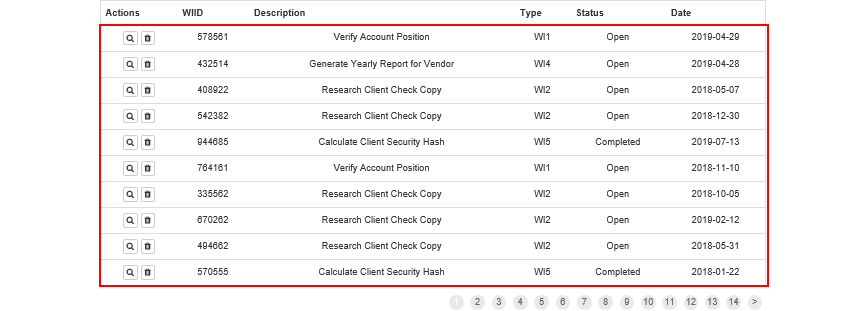 Actions WIID Description Type Status Date
578561 Verify Account Position WI1 Open 2019-04-29
432514 Generate Yearly Report for Vendor WI4 Open 2019-04-28
408922 Research Client Check Copy WI2 Open 2018-05-07
542382 Research Client Check Copy WI2 Open 2018-12-30
944685 Calculate Client Security Hash WI5 Completed 2019-07-13
764161 Verify Account Position WI1 Open 2018-11-10
335562 Research Client Check Copy WI2 Open 2018-10-05
670262 Research Client Check Copy WI2 Open 2019-02-12
494662 Research Client Check Copy WI2 Open 2018-05-31
570555 Calculate Client Security Hash WI5 Completed 2018-01-22
1 2 3 4 5 6 7 8 9 10 11 12 13 14 >